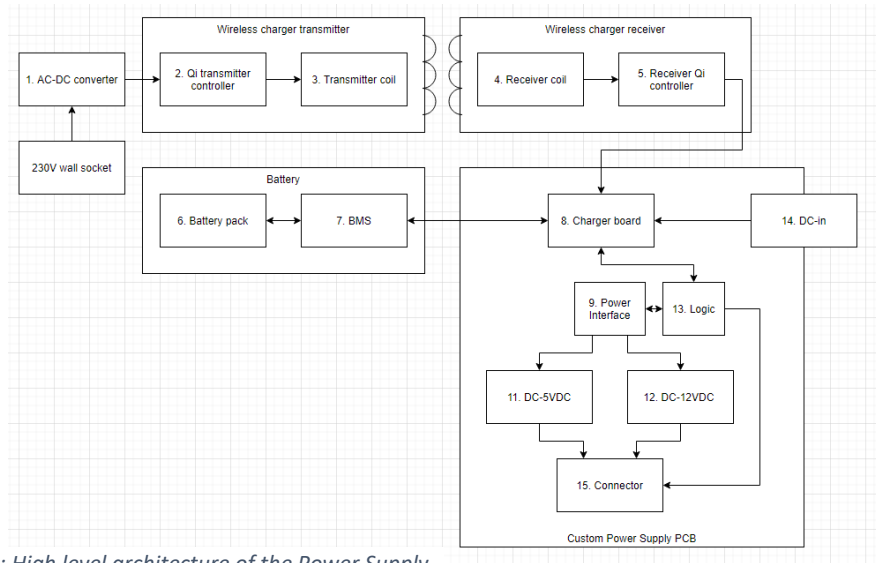 Wireless charger transmitter
Wireless charger receiver
1. AC-DC converter
2. Qi transmitter
controller
3. Transmitter coil
4. Receiver coil
5. Receiver Qi
controller
230V wall socket
Battery
6. Battery pack
7. BMS
8. Charger board
14. DC-in
9. Power
Interface
13. Logic
11. DC-5VDC
12. DC-12VDC
15. Connector
Custom Power Supply PCB
: High level architecture of the Power Supply